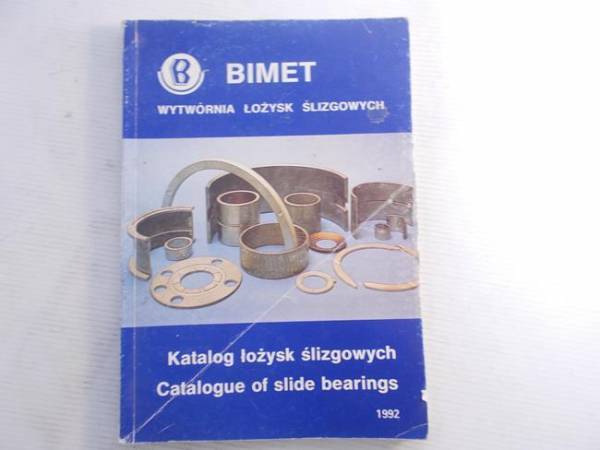 B
BIMET
WYTWÓRNIA ŁOŻYSK ŚLIZGOWYCH
Katalog łożysk ślizgowych
Catalogue of slide bearings
1992